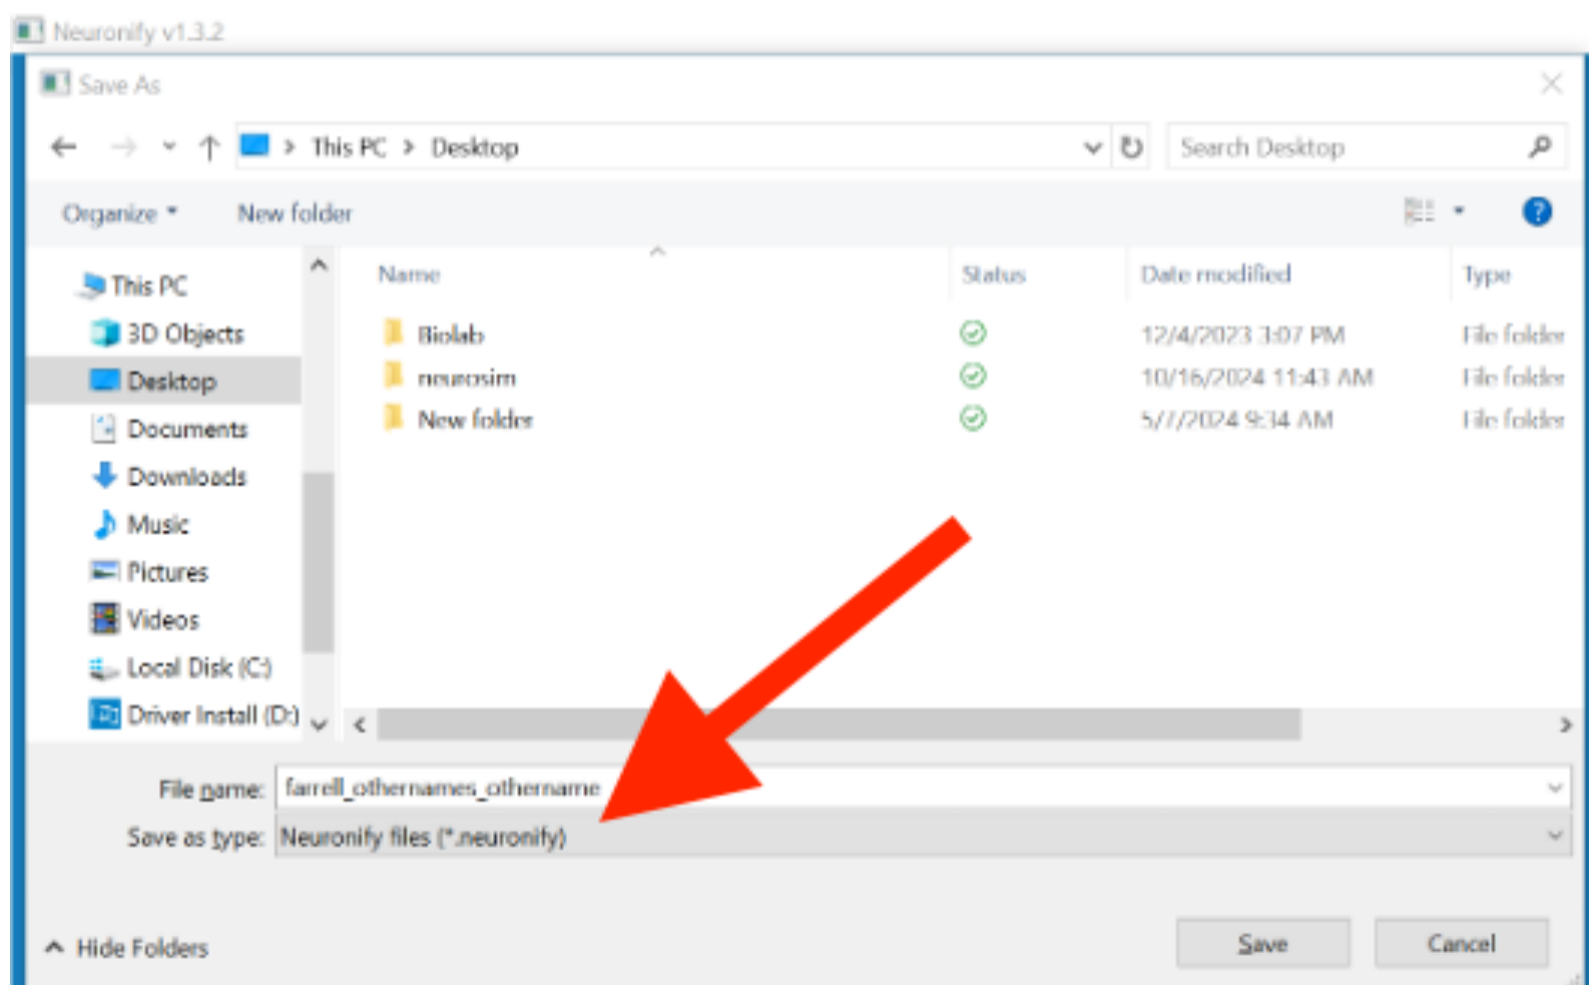 Neuronify v1.3.2
Save As
This PC > Desktop
Search Desktop
Organize
New folder
Name Status Date modified Type
This PC
3D Objects
Desktop
Documents
Downloads
Music
Pictures
Videos
Local Disk (C:)
Driver Install (D:)
Biolab 12/4/2023 3:07 PM File folder
neurosim 10/16/2024 11:43 AM File folder
New folder 5/7/2024 9:34 AM File folder
File name: farrell_othernames_othername
Save as type: Neuronify files (*.neuronify)
Hide Folders
Save
Cancel